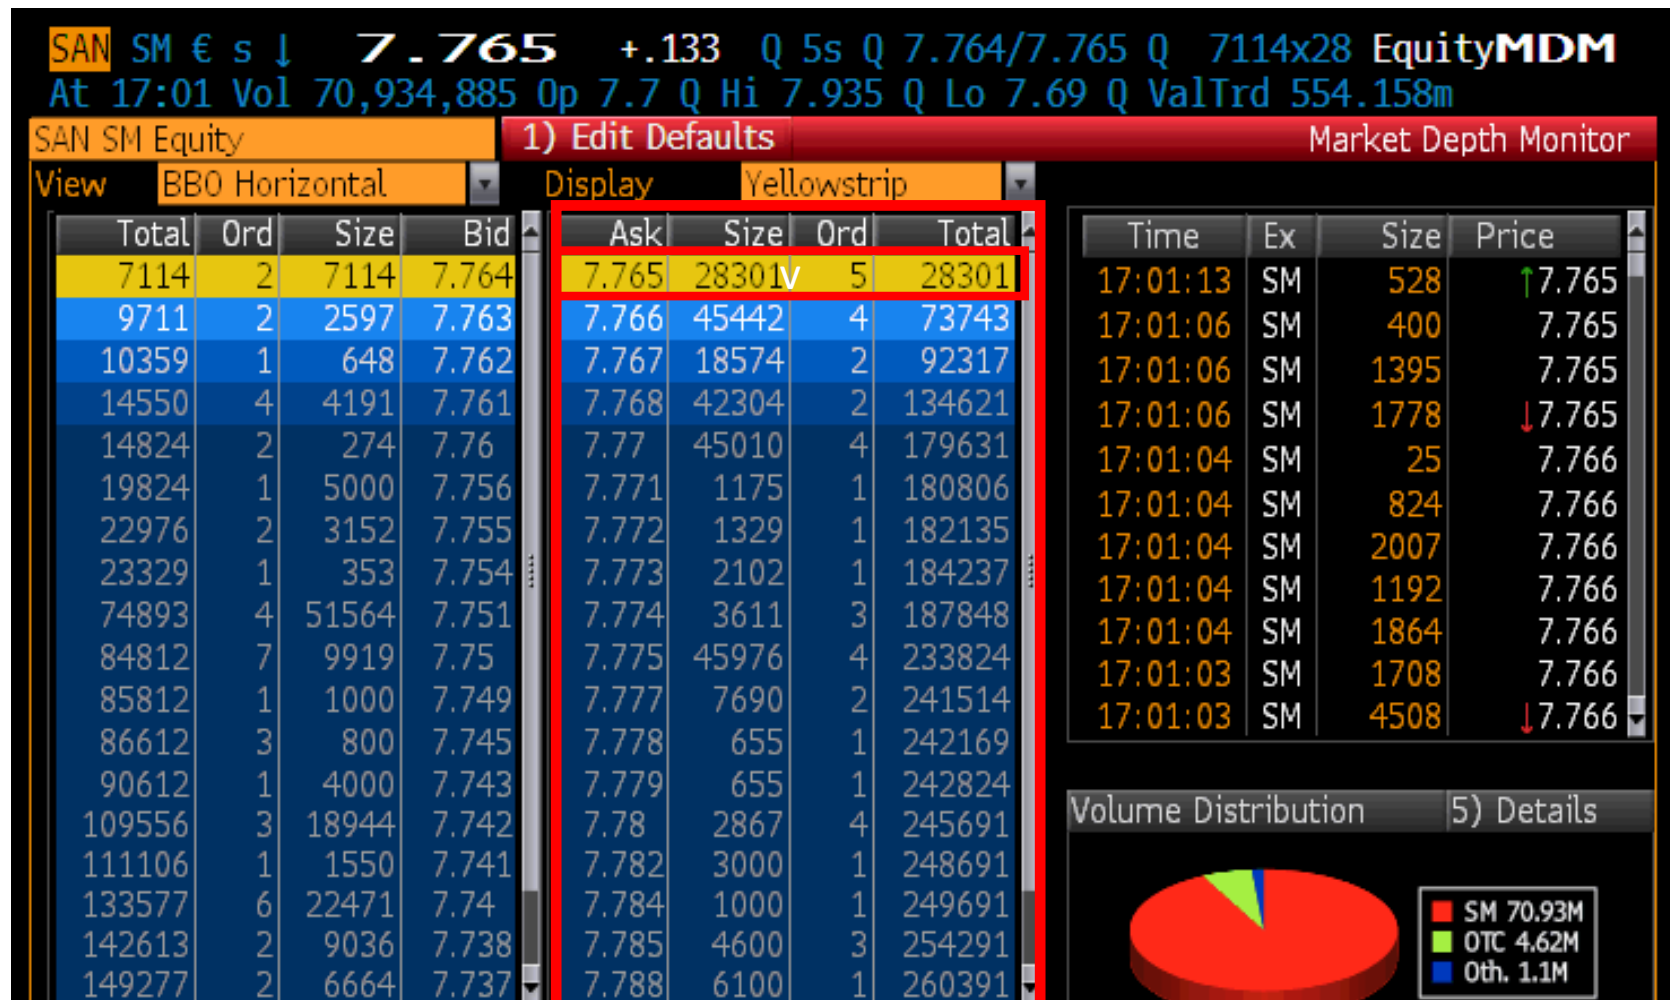 SAN SM € s ↓ 7.765 +.133 Q 5s Q 7.764/7.765 Q 7114x28 EquityMDM
At 17:01 Vol 70,934,885 Op 7.7 Q Hi 7.935 Q Lo 7.69 Q ValTrd 554.158m
SAN SM Equity 1) Edit Defaults Market Depth Monitor
View BBO Horizontal Display Yellowstrip
Total Ord Size Bid
7114 2 7114 7.764
9711 2 2597 7.763
10359 1 648 7.762
14550 4 4191 7.761
14824 2 274 7.76
19824 1 5000 7.756
22976 2 3152 7.755
23329 1 353 7.754
74893 4 51564 7.751
84812 7 9919 7.75
85812 1 1000 7.749
86612 3 800 7.745
90612 1 4000 7.743
109556 3 18944 7.742
111106 1 1550 7.741
133577 6 22471 7.74
142613 2 9036 7.738
149277 2 6664 7.737
Ask Size Ord Total
7.765 28301v 5 28301
7.766 45442 4 73743
7.767 18574 2 92317
7.768 42304 2 134621
7.77 45010 4 179631
7.771 1175 1 180806
7.772 1329 1 182135
7.773 2102 1 184237
7.774 3611 3 187848
7.775 45976 4 233824
7.777 7690 2 241514
7.778 655 1 242169
7.779 655 1 242824
7.78 2867 4 245691
7.782 3000 1 248691
7.784 1000 1 249691
7.785 4600 3 254291
7.788 6100 1 260391
Time Ex Size Price
17:01:13 SM 528 ↑7.765
17:01:06 SM 400 7.765
17:01:06 SM 1395 7.765
17:01:06 SM 1778 ↓7.765
17:01:04 SM 25 7.766
17:01:04 SM 824 7.766
17:01:04 SM 2007 7.766
17:01:04 SM 1192 7.766
17:01:04 SM 1864 7.766
17:01:03 SM 1708 7.766
17:01:03 SM 4508 ↓7.766
Volume Distribution 5) Details
SM 70.93M
OTC 4.62M
Oth. 1.1M